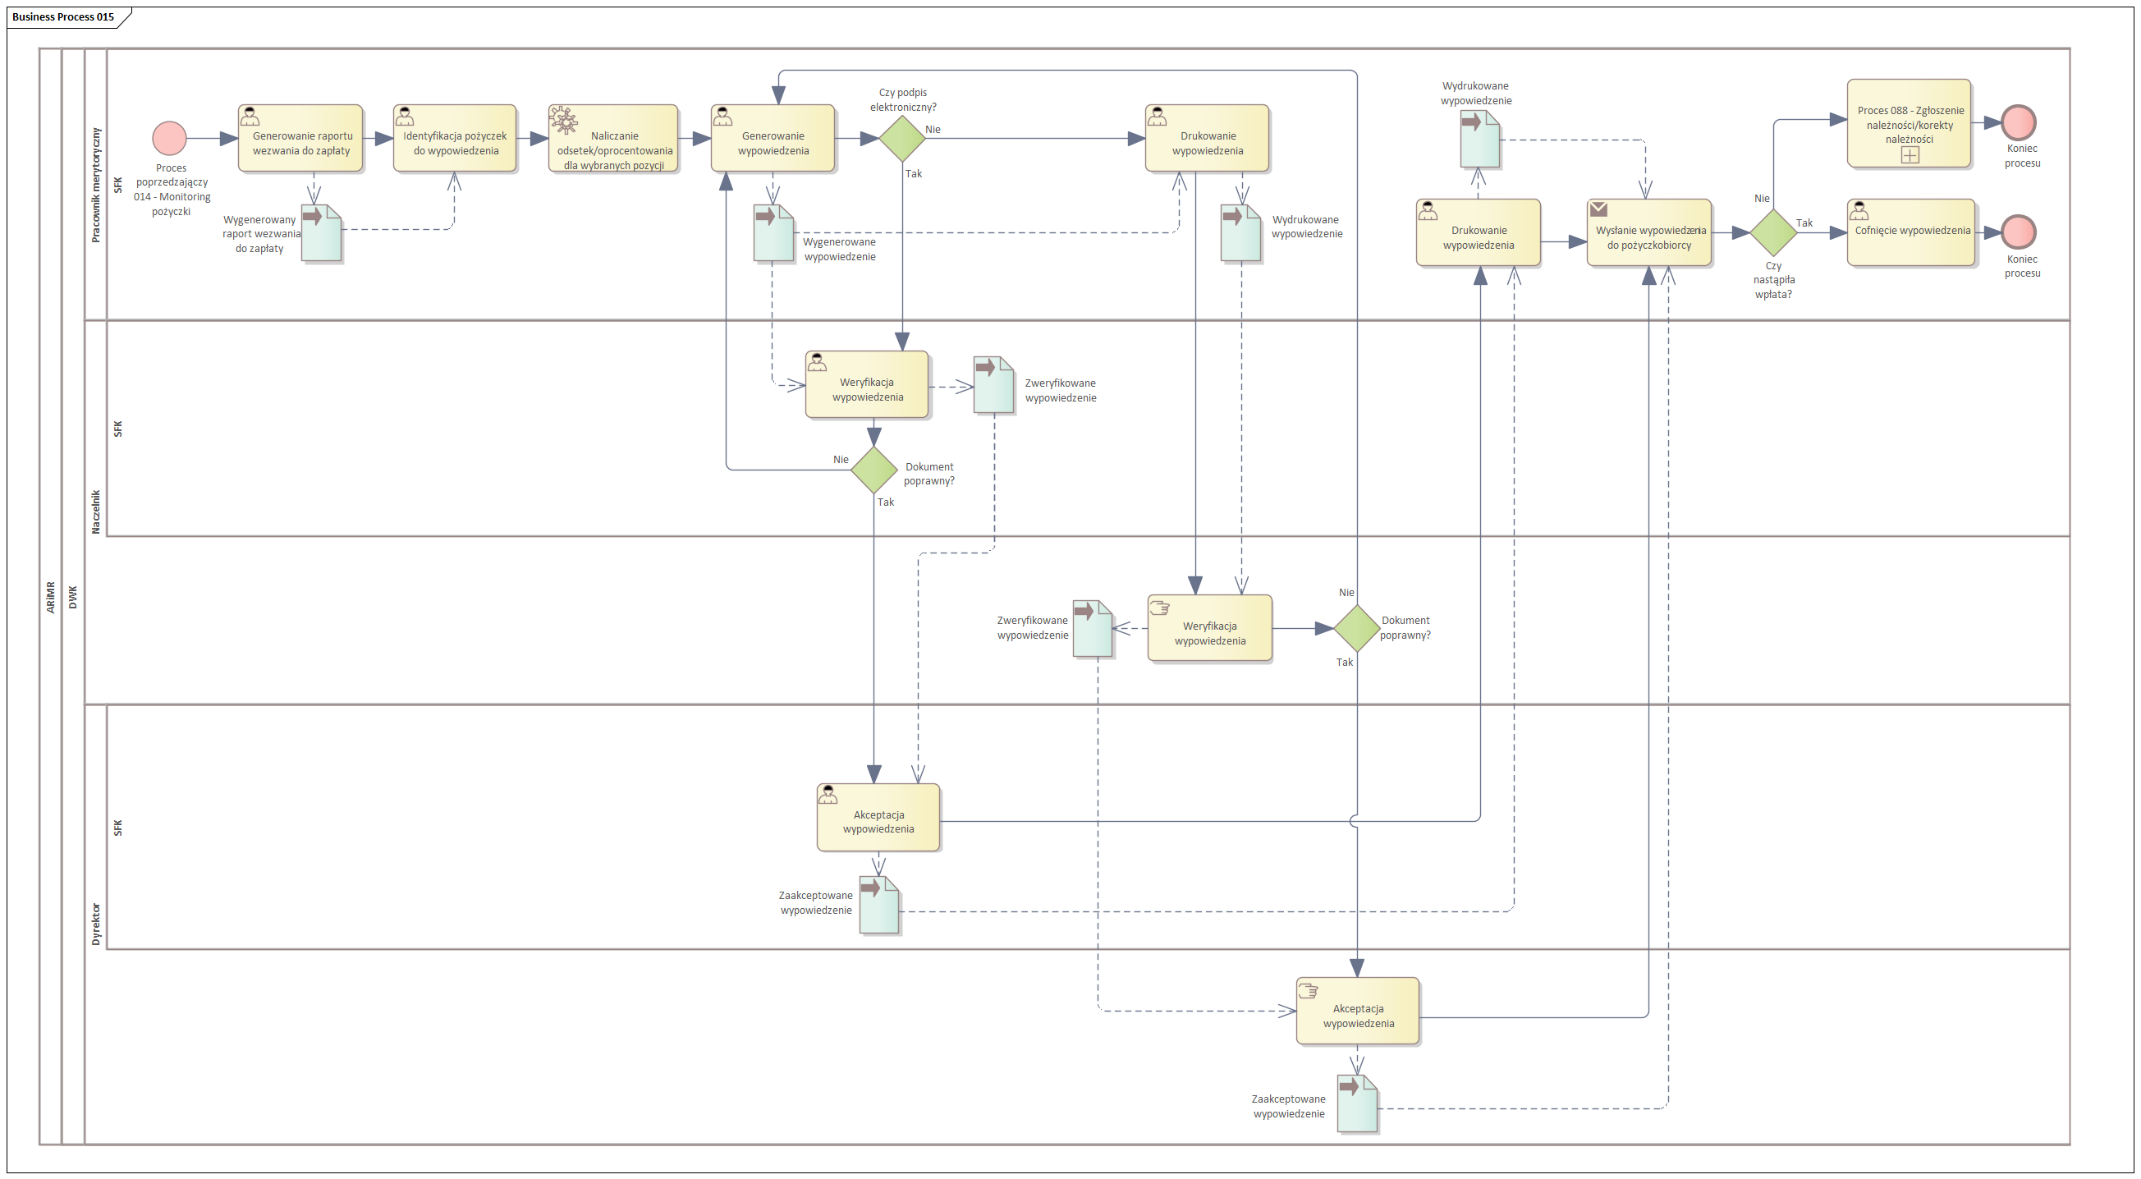 Business Process 015
ARiMR
DWK
Pracownik merytoryczny
SFK
Proces
poprzedzający
014 - Monitoring
pożyczki
Generowanie raportu
wezwania do zapłaty
Wygenerowany
raport wezwania
do zapłaty
Identyfikacja pożyczek
do wypowiedzenia
Naliczanie
odsetek/oprocentowania
dla wybranych pozycji
Generowanie
wypowiedzenia
Wygenerowane
wypowiedzenie
Czy podpis
elektroniczny?
Nie
Tak
Drukowanie
wypowiedzenia
Wydrukowane
wypowiedzenie
Wydrukowane
wypowiedzenie
Drukowanie
wypowiedzenia
Wysłanie wypowiedzenia
do pożyczkobiorcy
Nie
Tak
Czy
nastąpiła
wpłata?
Proces 088 - Zgłoszenie
należności/korekty
należności
Koniec
procesu
Cofnięcie wypowiedzenia
Koniec
procesu
Naczelnik
SFK
Weryfikacja
wypowiedzenia
Zweryfikowane
wypowiedzenie
Nie
Dokument
poprawny?
Tak
Zweryfikowane
wypowiedzenie
Weryfikacja
wypowiedzenia
Nie
Dokument
poprawny?
Tak
Dyrektor
SFK
Akceptacja
wypowiedzenia
Zaakceptowane
wypowiedzenie
Akceptacja
wypowiedzenia
Zaakceptowane
wypowiedzenie